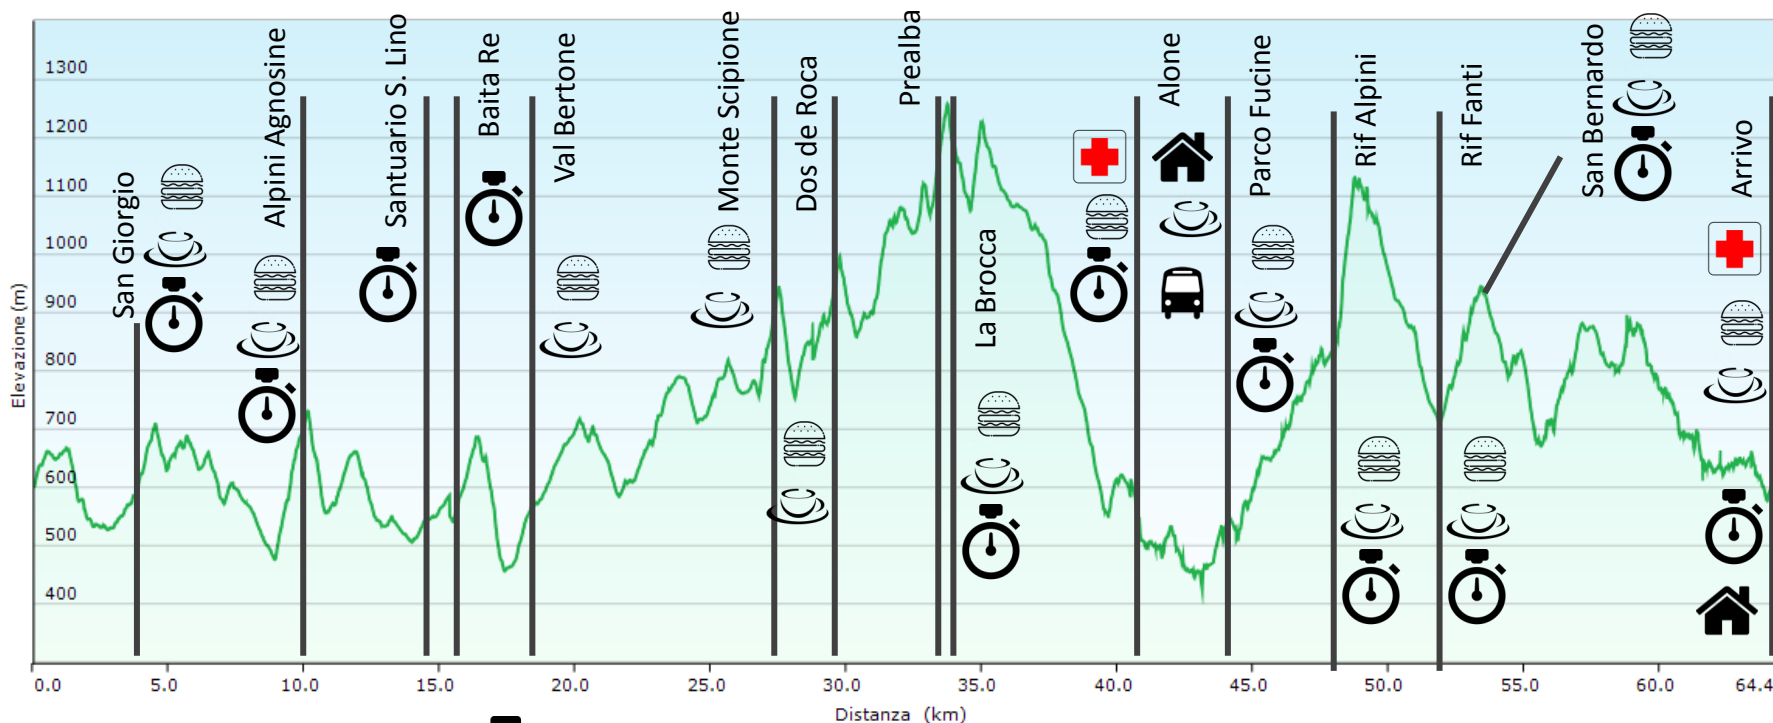 1300
1200
1100
1000
900
800
700
600
500
400
Elevazione (m)
San Giorgio
Alpini Agnosine
Santuario S. Lino
Baita Re
Val Bertone
Monte Scipione
Dos de Roca
Prealba
La Brocca
Alone
Parco Fucine
Rif Alpini
Rif Fanti
San Bernardo
Arrivo
0.0 5.0 10.0 15.0 20.0 25.0 30.0 35.0 40.0 45.0 50.0 55.0 60.0 64.4
Distanza (km)